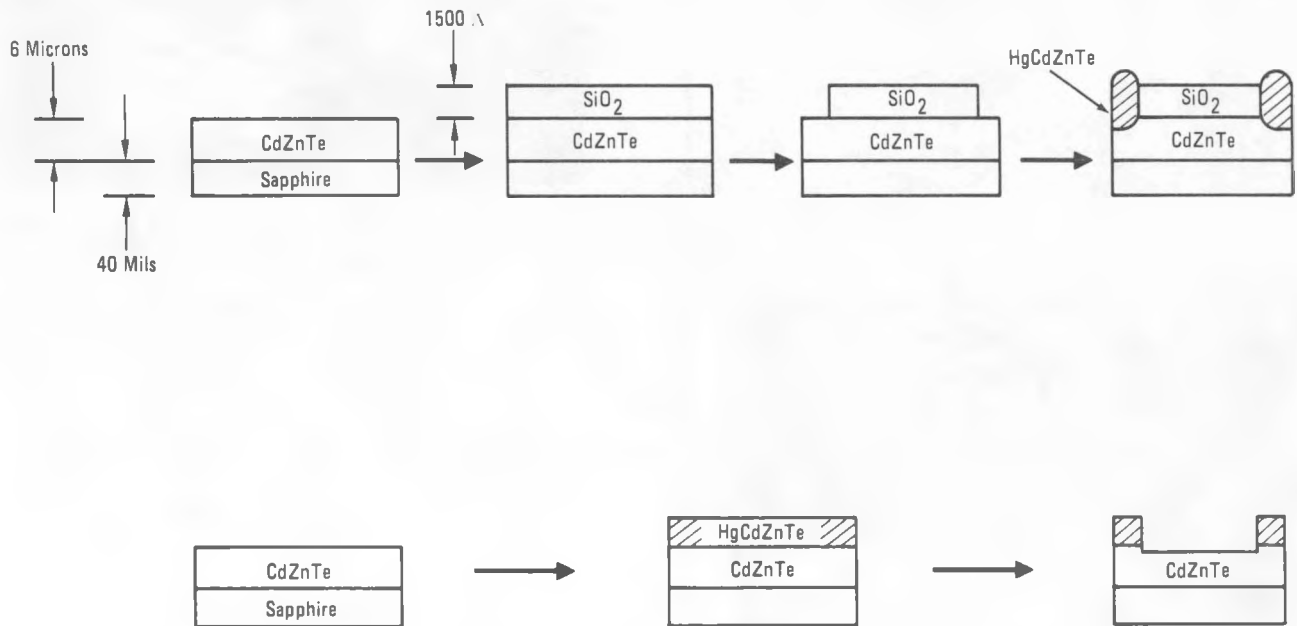 1500 Å
6 Microns
HgCdZnTe
SiO2
SiO2
SiO2
CdZnTe
CdZnTe
CdZnTe
CdZnTe
Sapphire
40 Mils
HgCdZnTe
CdZnTe
CdZnTe
CdZnTe
Sapphire